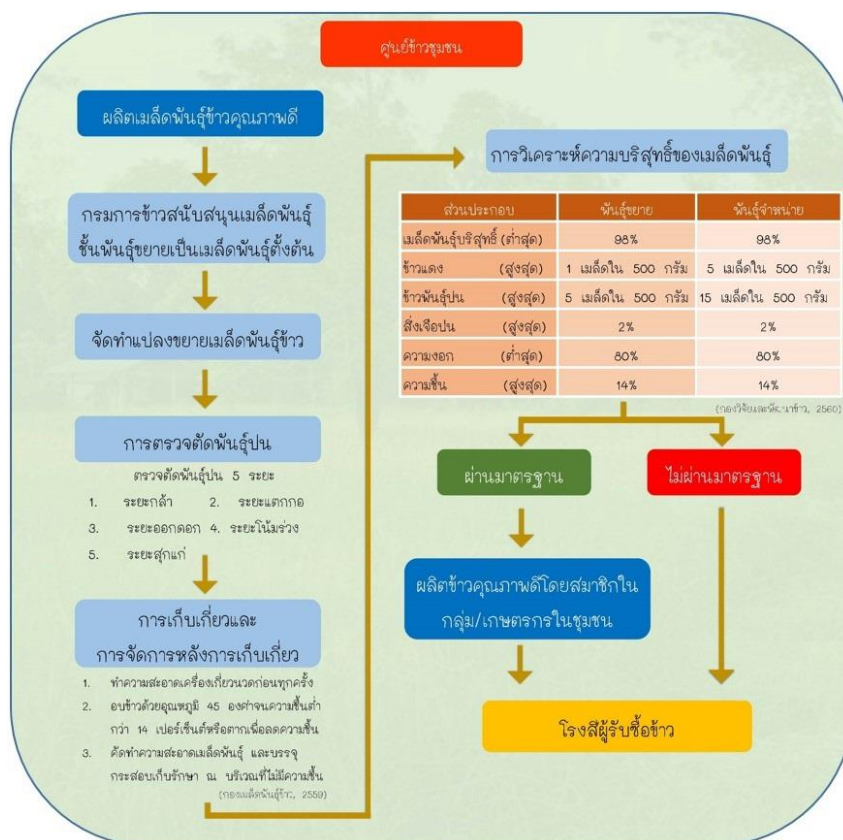 ศูนย์ข้าวชุมชน
ผลิตเมล็ดพันธุ์ข้าวคุณภาพดี
กรมการข้าวสนับสนุนเมล็ดพันธุ์
ชั้นพันธุ์ขยายเป็นเมล็ดพันธุ์ตั้งต้น
จัดทำแปลงขยายเมล็ดพันธุ์ข้าว
การตรวจตัดพันธุ์ปน
ตรวจตัดพันธุ์ปน 5 ระยะ
1. ระยะกล้า 2. ระยะแตกกอ
3. ระยะออกดอก 4. ระยะโน้มร่วง
5. ระยะสุกแก่
การเก็บเกี่ยวและ
การจัดการหลังการเก็บเกี่ยว
1. ทำความสะอาดเครื่องเกี่ยวนวดก่อนทุกครั้ง
2. อบข้าวด้วยอุณหภูมิ 45 องศาจนความชื้นต่ำ
กว่า 14 เปอร์เซ็นต์หรือตากเพื่อลดความชื้น
3. คัดทำความสะอาดเมล็ดพันธุ์ และบรรจุ
กระสอบเก็บรักษา ณ บริเวณที่ไม่มีความชื้น
(กองเมล็ดพันธุ์ข้าว, 2559)
การวิเคราะห์ความบริสุทธิ์ของเมล็ดพันธุ์
ส่วนประกอบ พันธุ์ขยาย พันธุ์จำหน่าย
เมล็ดพันธุ์บริสุทธิ์ (ต่ำสุด) 98% 98%
ข้าวแดง (สูงสุด) 1 เมล็ดใน 500 กรัม 5 เมล็ดใน 500 กรัม
ข้าวพันธุ์ปน (สูงสุด) 5 เมล็ดใน 500 กรัม 15 เมล็ดใน 500 กรัม
สิ่งเจือปน (สูงสุด) 2% 2%
ความงอก (ต่ำสุด) 80% 80%
ความชื้น (สูงสุด) 14% 14%
(กองวิจัยและพัฒนาข้าว, 2560)
ผ่านมาตรฐาน ไม่ผ่านมาตรฐาน
ผลิตข้าวคุณภาพดีโดยสมาชิกใน
กลุ่ม/เกษตรกรในชุมชน
โรงสีผู้รับซื้อข้าว